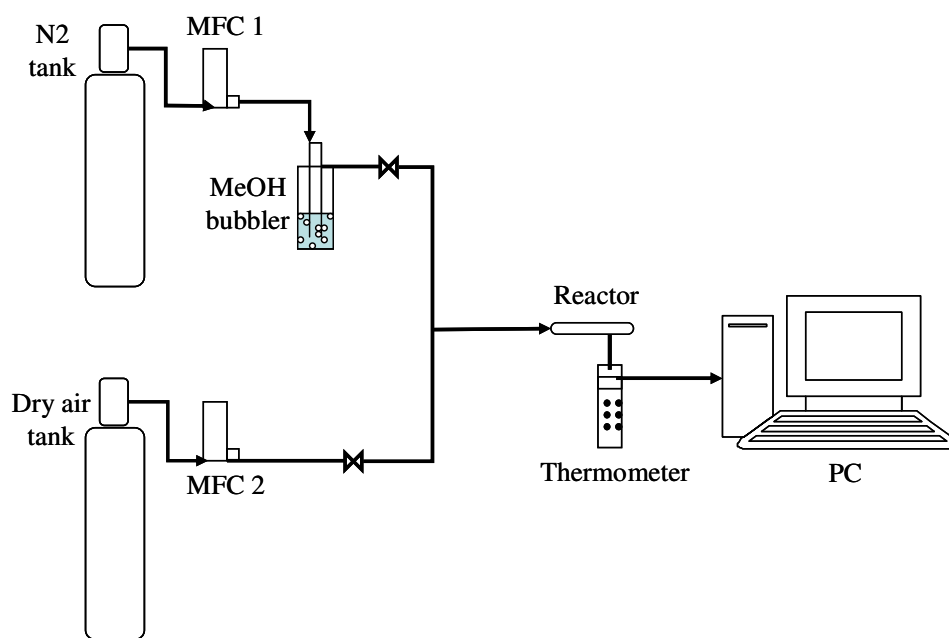 N2
tank
MFC 1
MeOH
bubbler
Reactor
Dry air
tank
MFC 2
Thermometer
PC